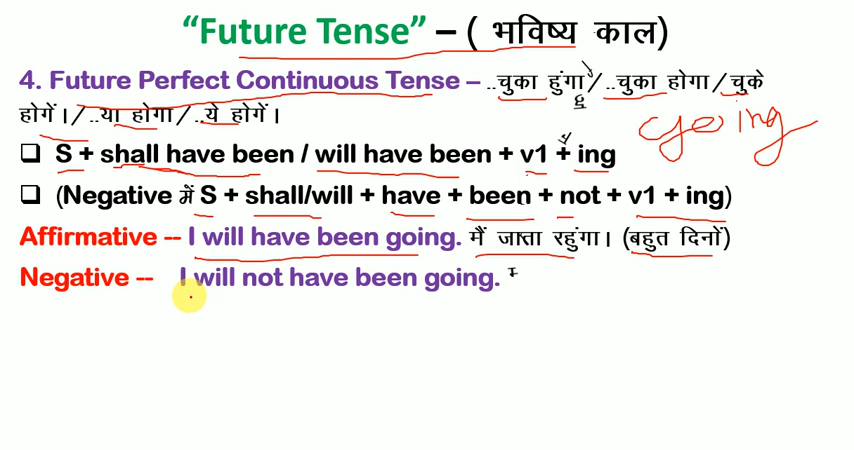 "Future Tense" – ( भविष्य काल)
4. Future Perfect Continuous Tense – ..चुका हुंगा / ..चुका होगा / चुके
होगें। / ..या होगा / ..ये होगें।
going
❑ S + shall have been / will have been + v1 + ing
❑ (Negative में S + shall/will + have + been + not + v1 + ing)
Affirmative -- I will have been going. मैं जाता रहुंगा। (बहुत दिनों)
Negative -- I will not have been going.